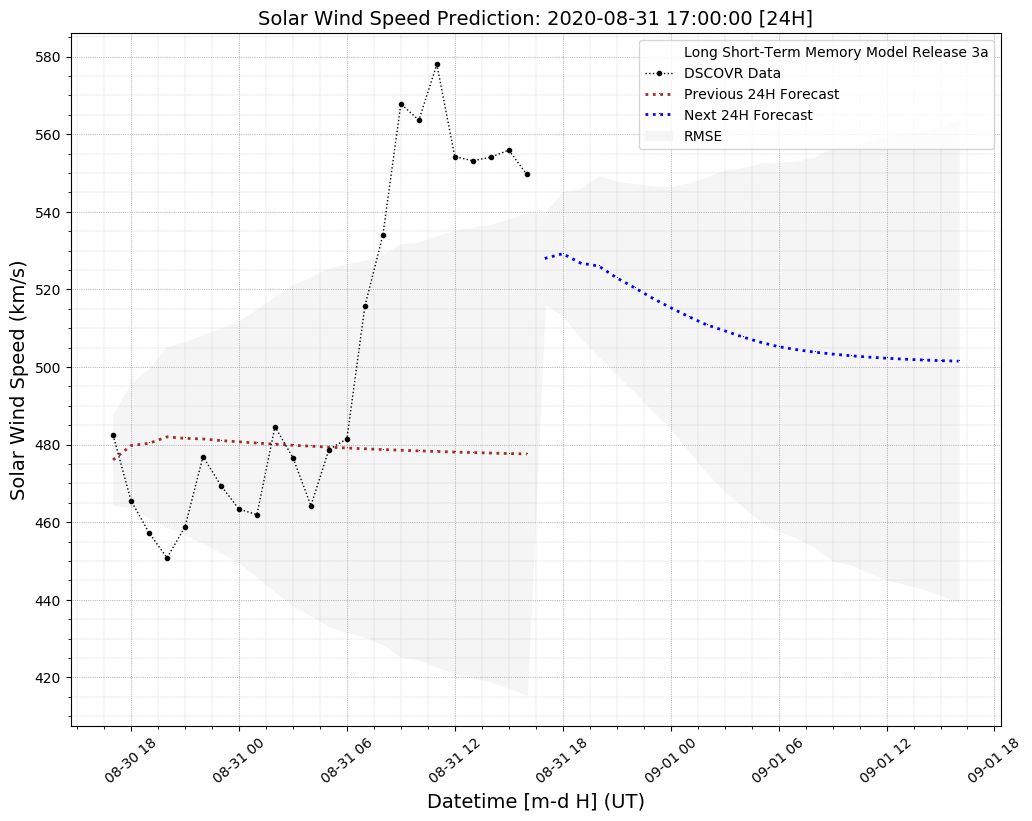 Solar Wind Speed Prediction: 2020-08-31 17:00:00 [24H]
Long Short-Term Memory Model Release 3a
DSCOVR Data
Previous 24H Forecast
Next 24H Forecast
RMSE
Solar Wind Speed (km/s)
580
560
540
520
500
480
460
440
420
08-30 18
08-31 00
08-31 06
08-31 12
08-31 18
09-01 00
09-01 06
09-01 12
09-01 18
Datetime [m-d H] (UT)